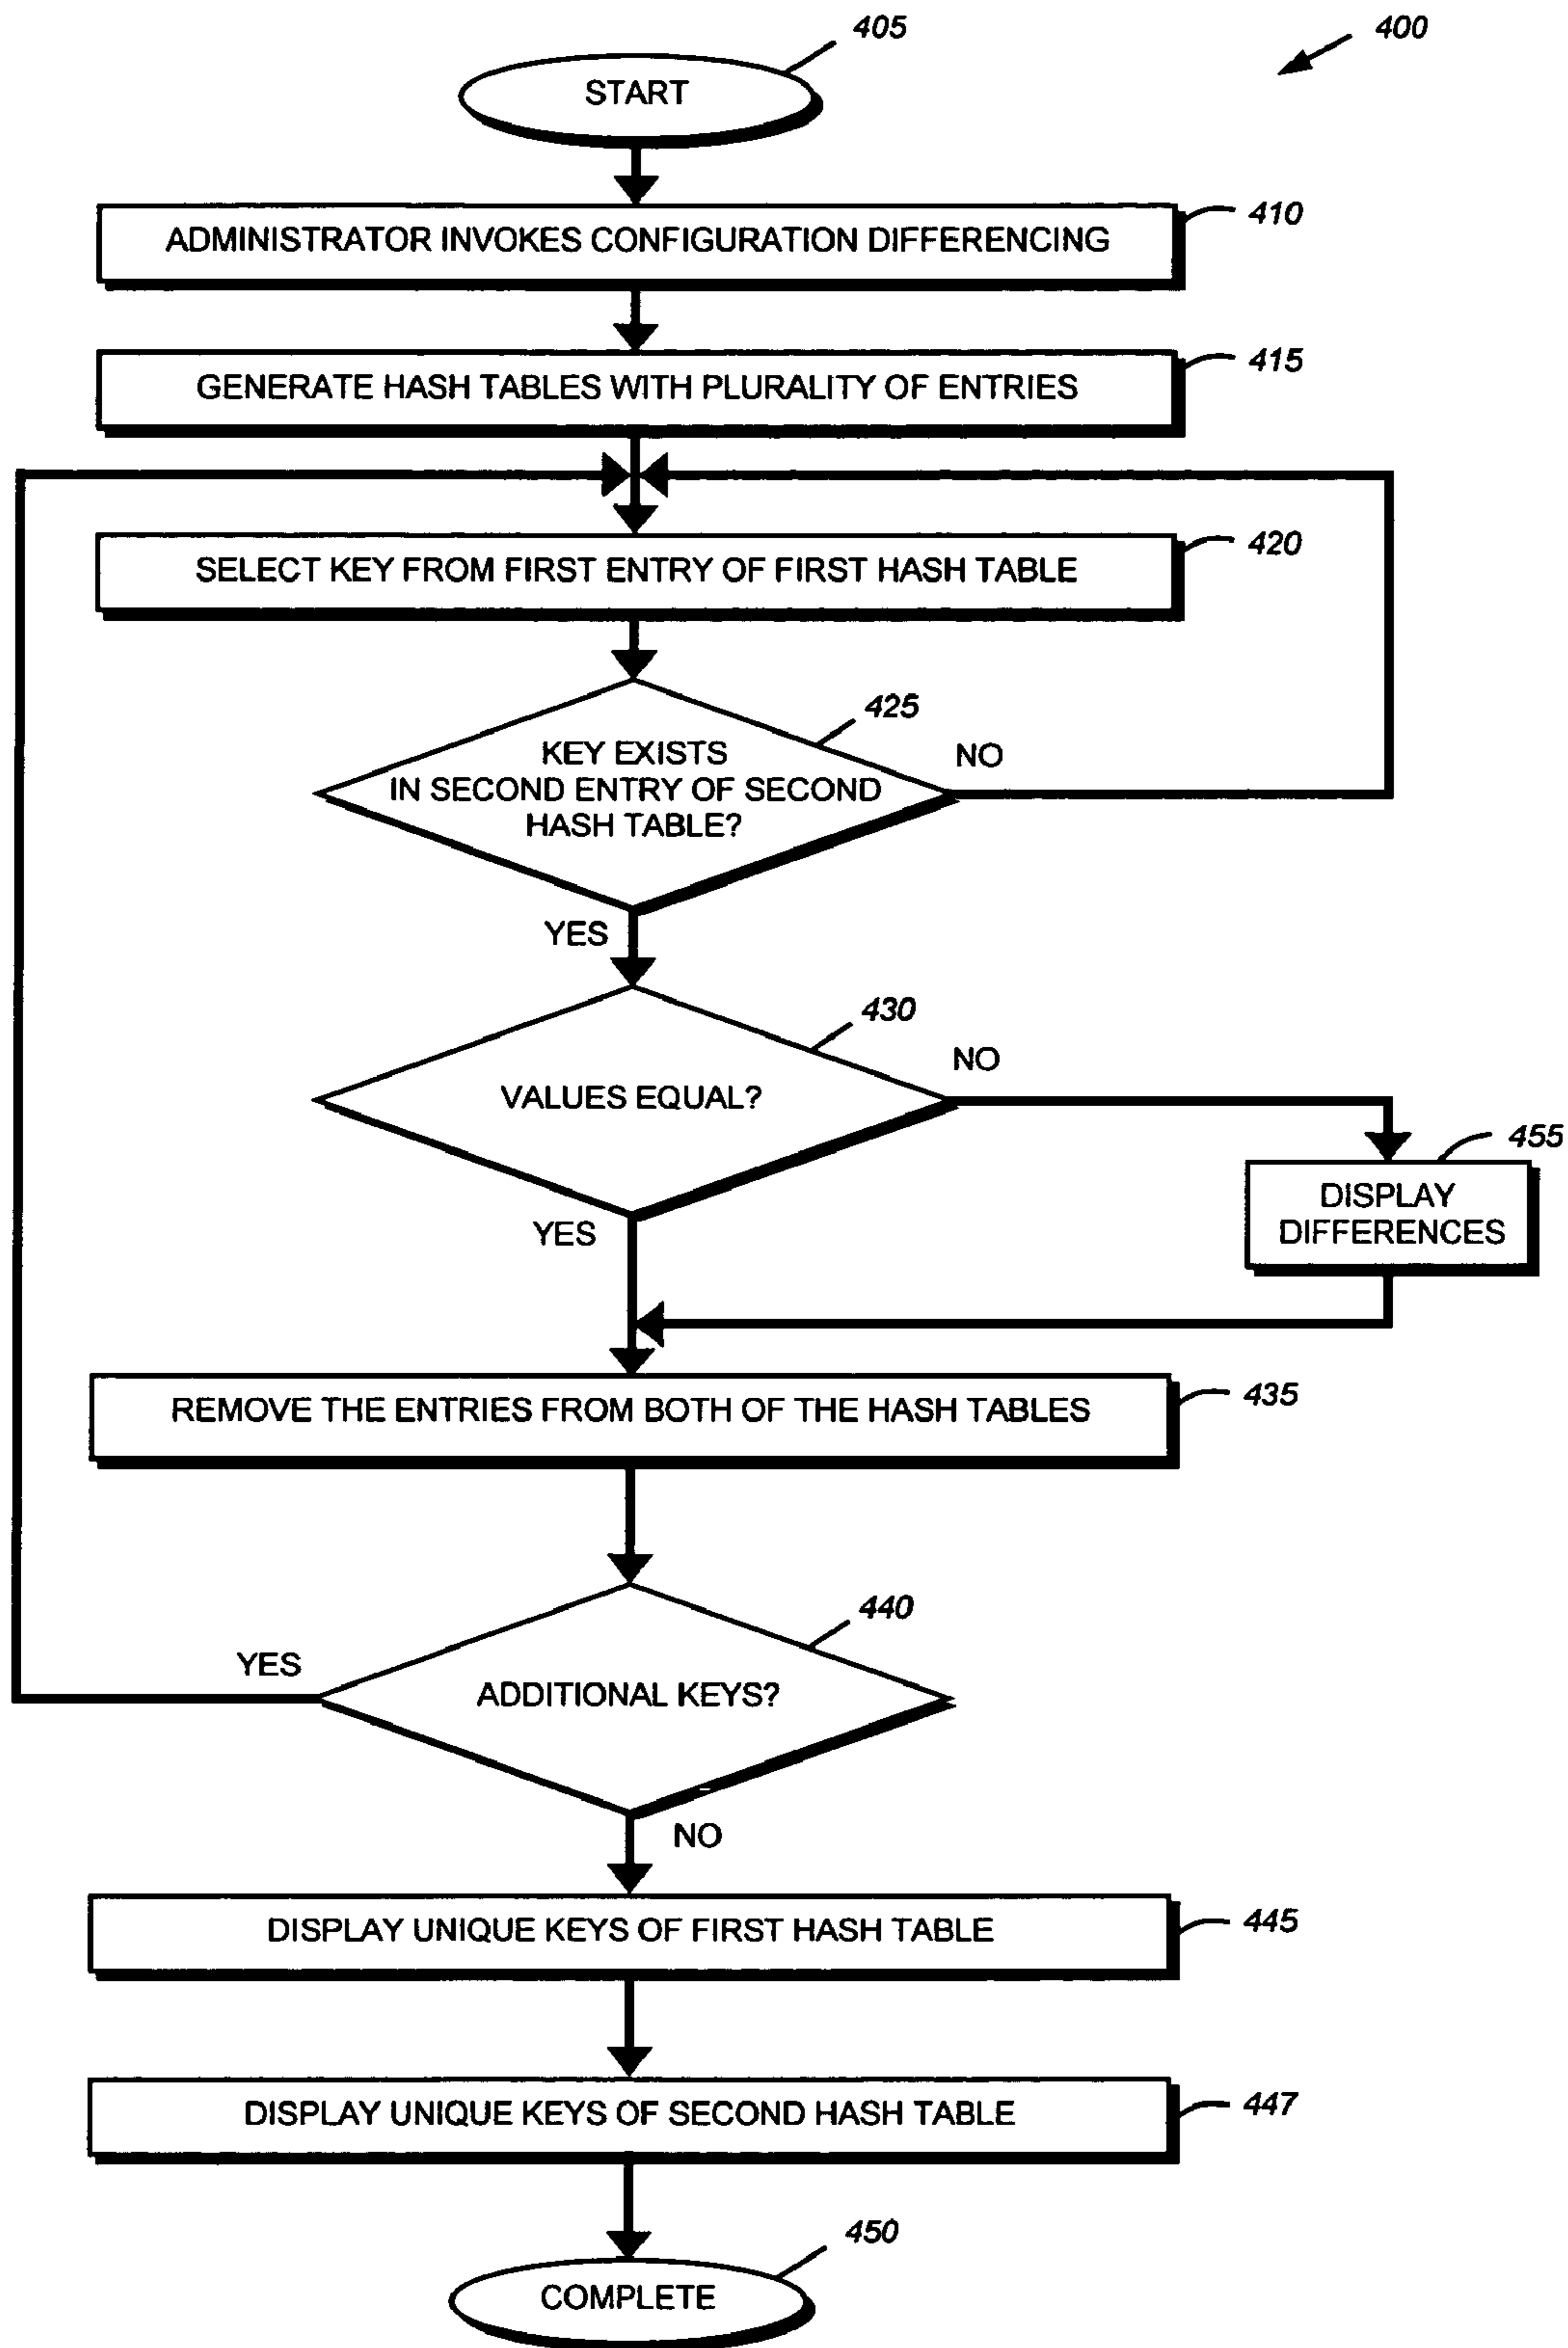 405
400
START
410
ADMINISTRATOR INVOKES CONFIGURATION DIFFERENCING
415
GENERATE HASH TABLES WITH PLURALITY OF ENTRIES
420
SELECT KEY FROM FIRST ENTRY OF FIRST HASH TABLE
425
KEY EXISTS
IN SECOND ENTRY OF SECOND
HASH TABLE?
NO
YES
430
VALUES EQUAL?
NO
455
DISPLAY
DIFFERENCES
YES
435
REMOVE THE ENTRIES FROM BOTH OF THE HASH TABLES
440
ADDITIONAL KEYS?
YES
NO
445
DISPLAY UNIQUE KEYS OF FIRST HASH TABLE
447
DISPLAY UNIQUE KEYS OF SECOND HASH TABLE
450
COMPLETE